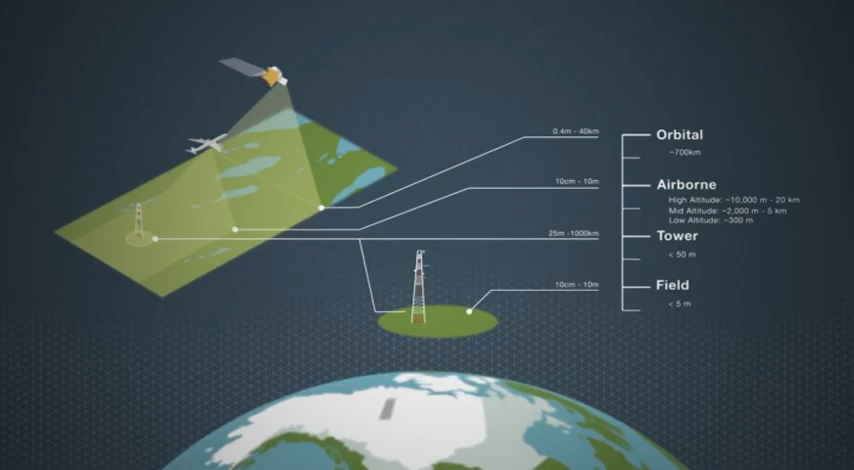 0.4m - 40km
Orbital
~700km
10cm - 10m
Airborne
High Altitude: ~10,000 m - 20 km
Mid Altitude: ~2,000 m - 5 km
Low Altitude: ~300 m
25m -1000km
Tower
< 50 m
10cm - 10m
Field
< 5 m